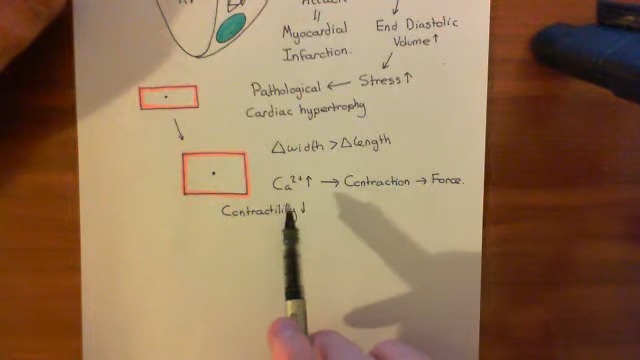 Myocardial
Infarction.
End Diastolic
Volume ↑
Stress ↑
Pathological ←
Cardiac hypertrophy
Δwidth > Δlength
Ca²⁺ ↑ → Contraction → Force.
Contractility ↓